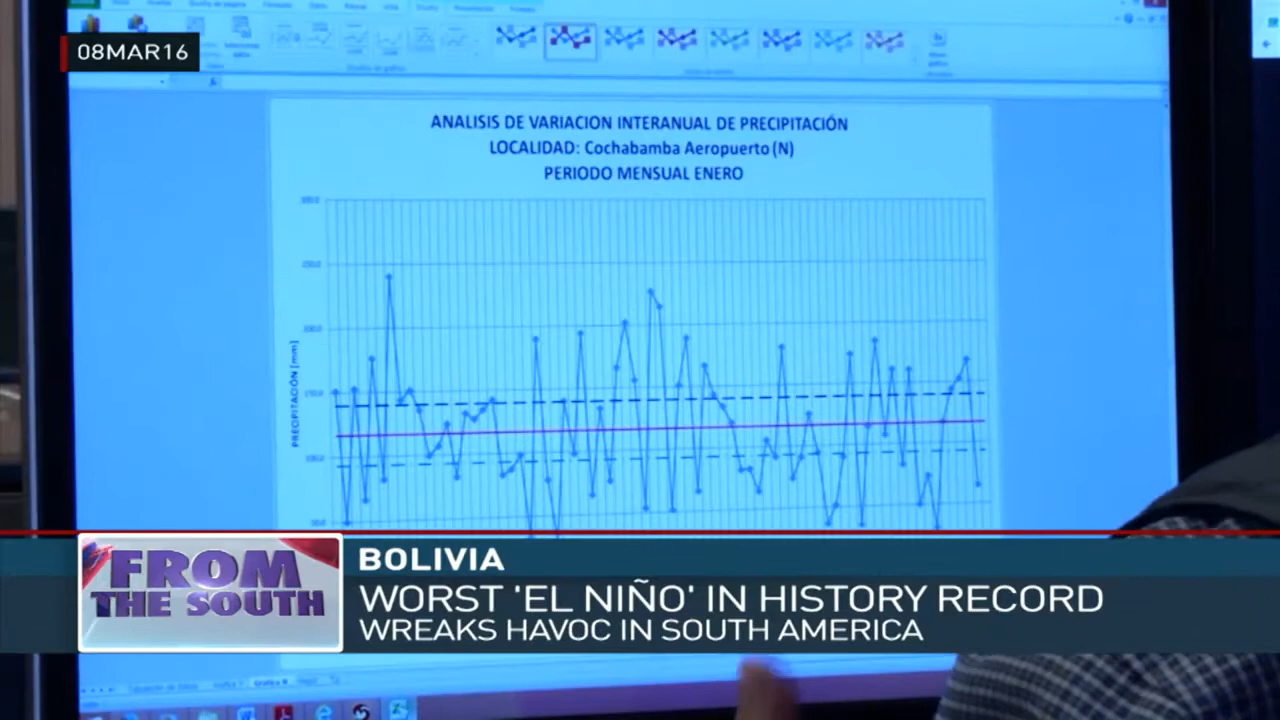 08MAR16
ANALISIS DE VARIACION INTERANUAL DE PRECIPITACIÓN
LOCALIDAD: Cochabamba Aeropuerto (N)
PERIODO MENSUAL ENERO
PRECIPITACIÓN (mm)
FROM
THE SOUTH
BOLIVIA
WORST 'EL NIÑO' IN HISTORY RECORD
WREAKS HAVOC IN SOUTH AMERICA